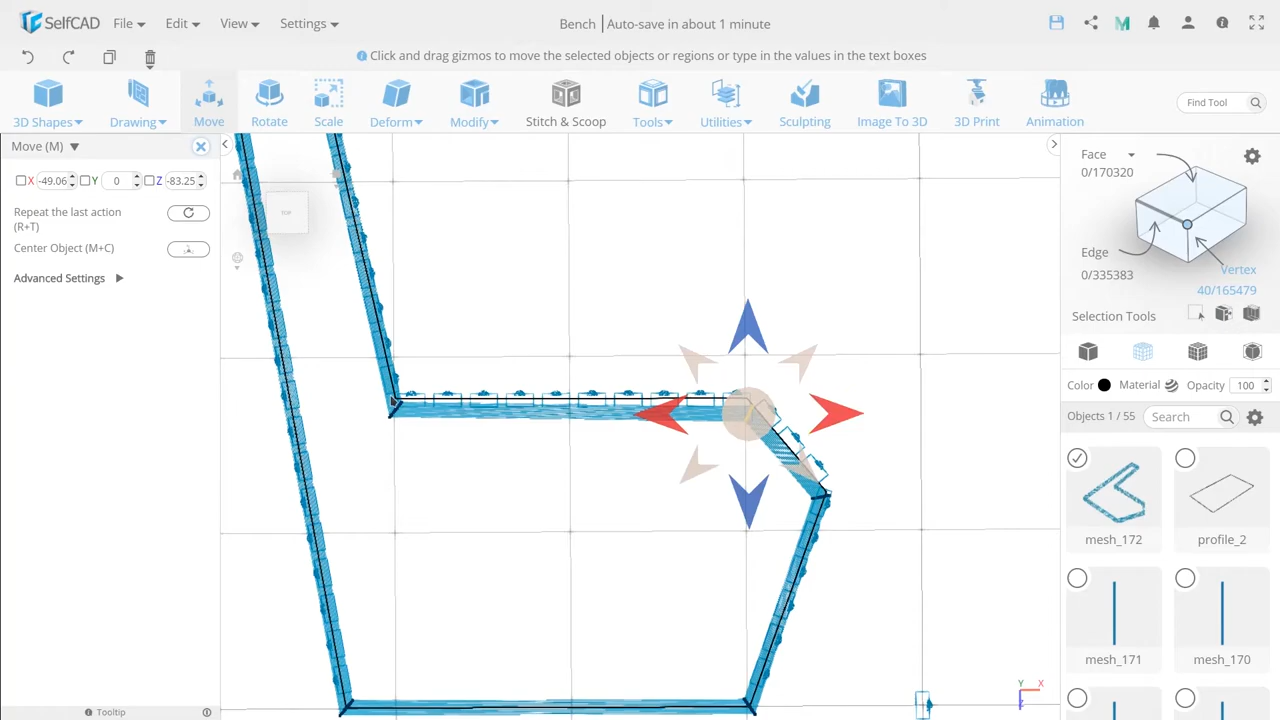 SelfCAD
File
Edit
View
Settings
Bench | Auto-save in about 1 minute
Click and drag gizmos to move the selected objects or regions or type in the values in the text boxes
3D Shapes
Drawing
Move
Rotate
Scale
Deform
Modify
Stitch & Scoop
Tools
Utilities
Sculpting
Image To 3D
3D Print
Animation
Find Tool
Move (M)
X -49.06 Y 0 Z -83.25
Repeat the last action
(R+T)
Center Object (M+C)
Advanced Settings
Tooltip
TOP
Y X
Z
Face
0/170320
Edge
0/335383
Vertex
40/165479
Selection Tools
Color Material Opacity 100
Objects 1 / 55 Search
mesh_172
profile_2
mesh_171
mesh_170